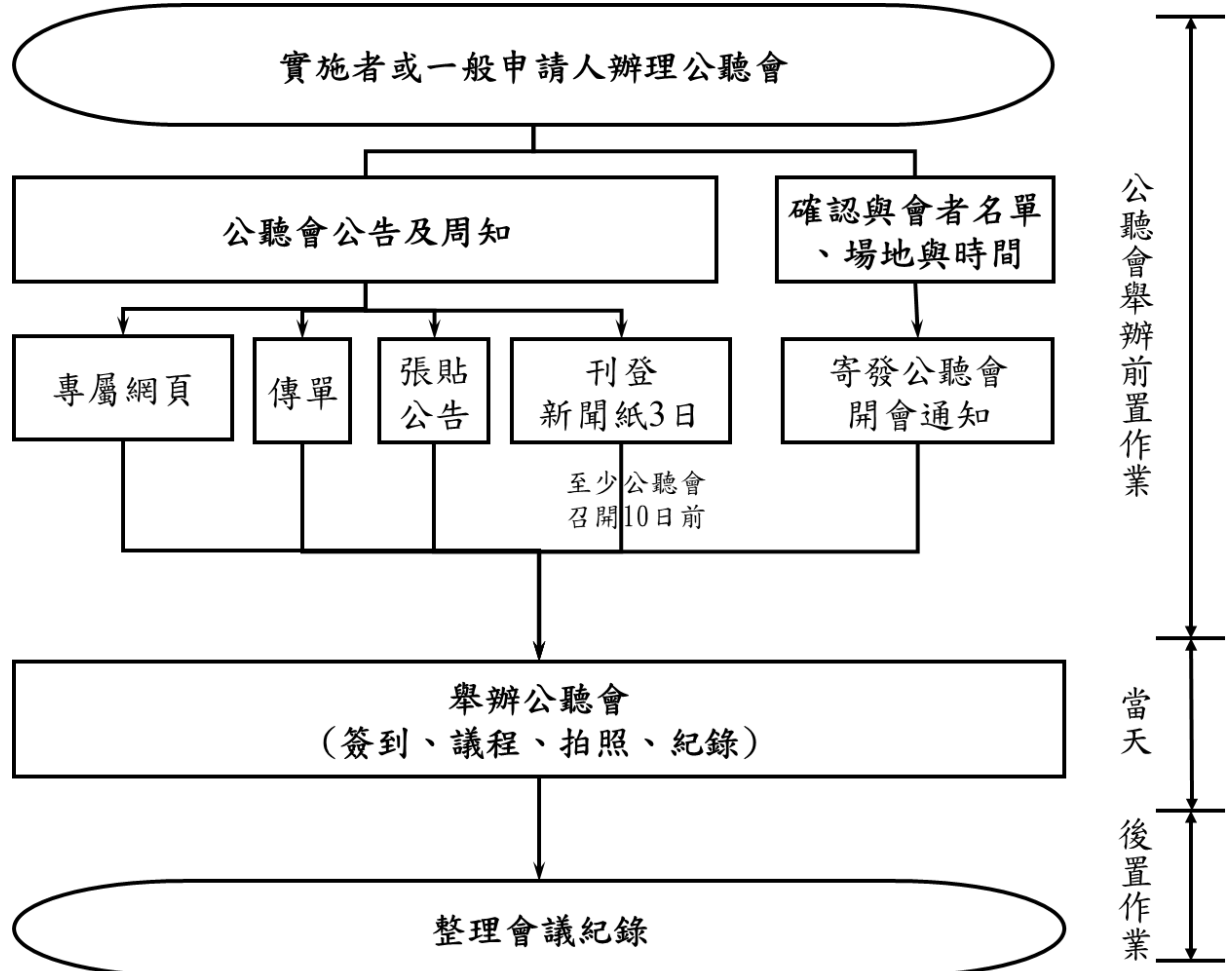 實施者或一般申請人辦理公聽會
公聽會公告及周知
確認與會者名單
、場地與時間
專屬網頁
傳單
張貼
公告
刊登
新聞紙3日
寄發公聽會
開會通知
至少公聽會
召開10日前
公聽會舉辦前置作業
舉辦公聽會
（簽到、議程、拍照、紀錄）
當天
整理會議紀錄
後置作業